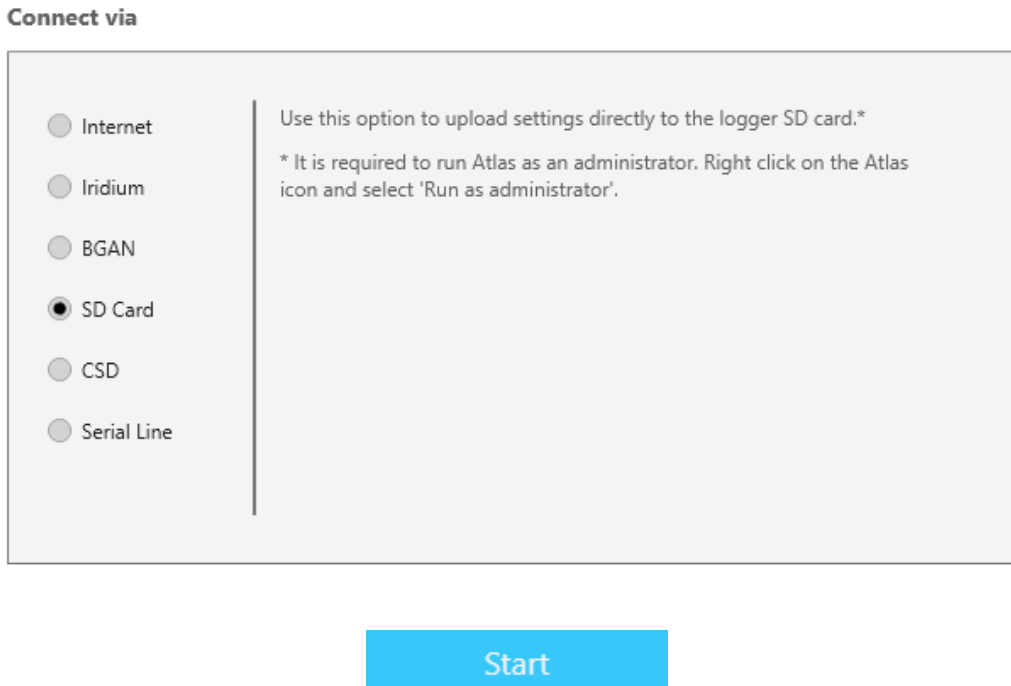 Connect via
Internet
Iridium
BGAN
SD Card
CSD
Serial Line
Use this option to upload settings directly to the logger SD card.*
* It is required to run Atlas as an administrator. Right click on the Atlas
icon and select 'Run as administrator'.
Start